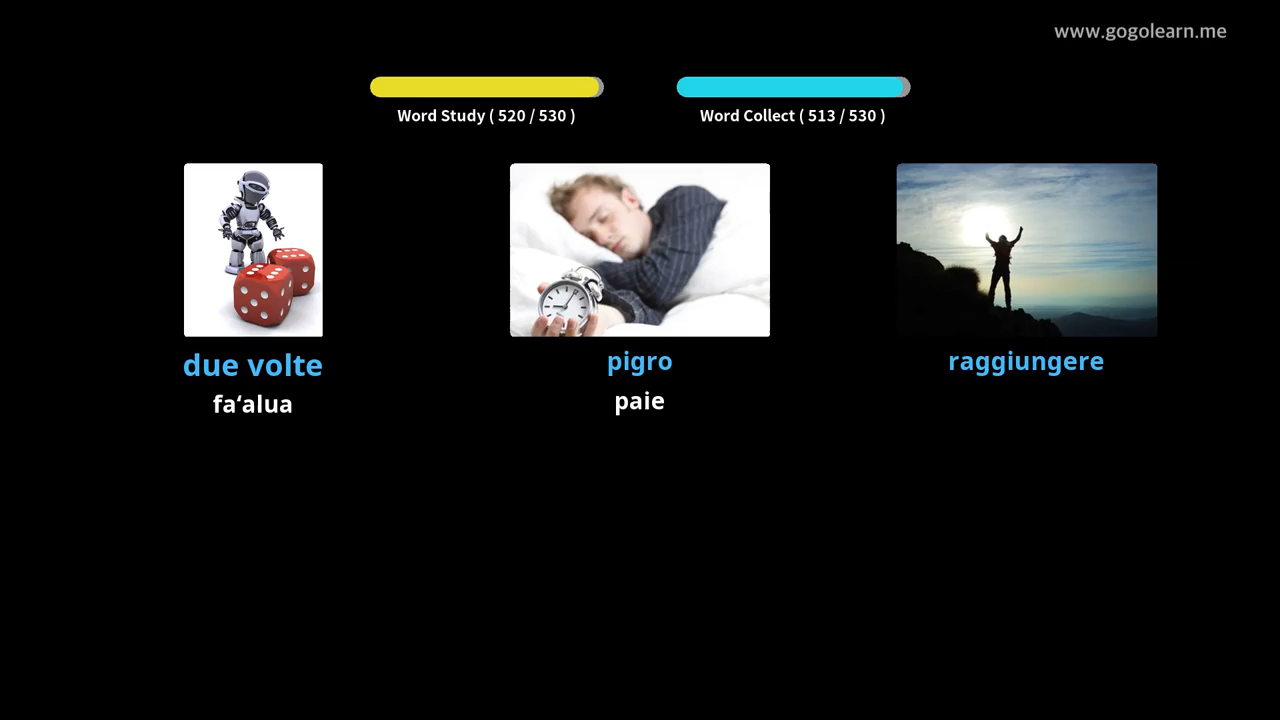 www.gogolearn.me
Word Study ( 520 / 530 )
Word Collect ( 513 / 530 )
due volte
pigro
raggiungere
fa‘alua
paie